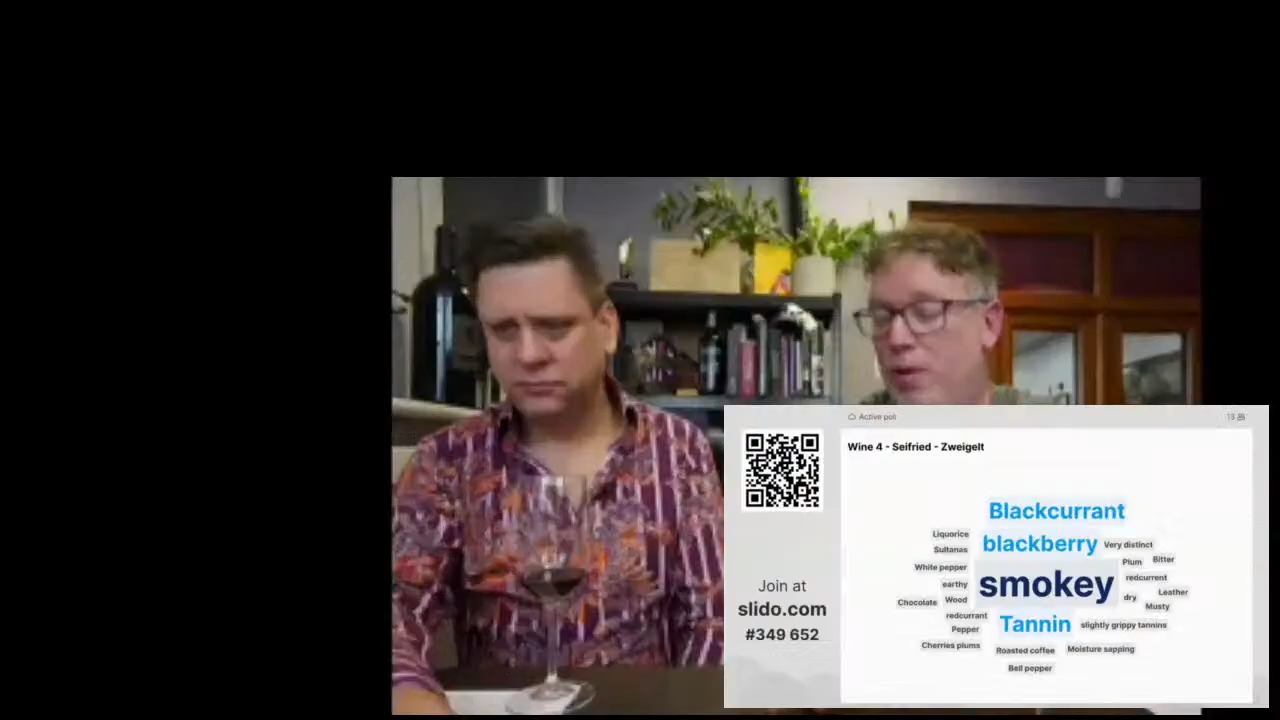 Active poll
13
Wine 4 - Seifried - Zweigelt
Blackcurrant
Liquorice
blackberry
Very distinct
Sultanas
Plum
Bitter
White pepper
smokey
redcurrent
earthy
Leather
Chocolate
Wood
dry
Musty
redcurrant
Tannin
slightly grippy tannins
Pepper
Cherries plums
Roasted coffee
Moisture sapping
Bell popper
Join at
slido.com
#349 652